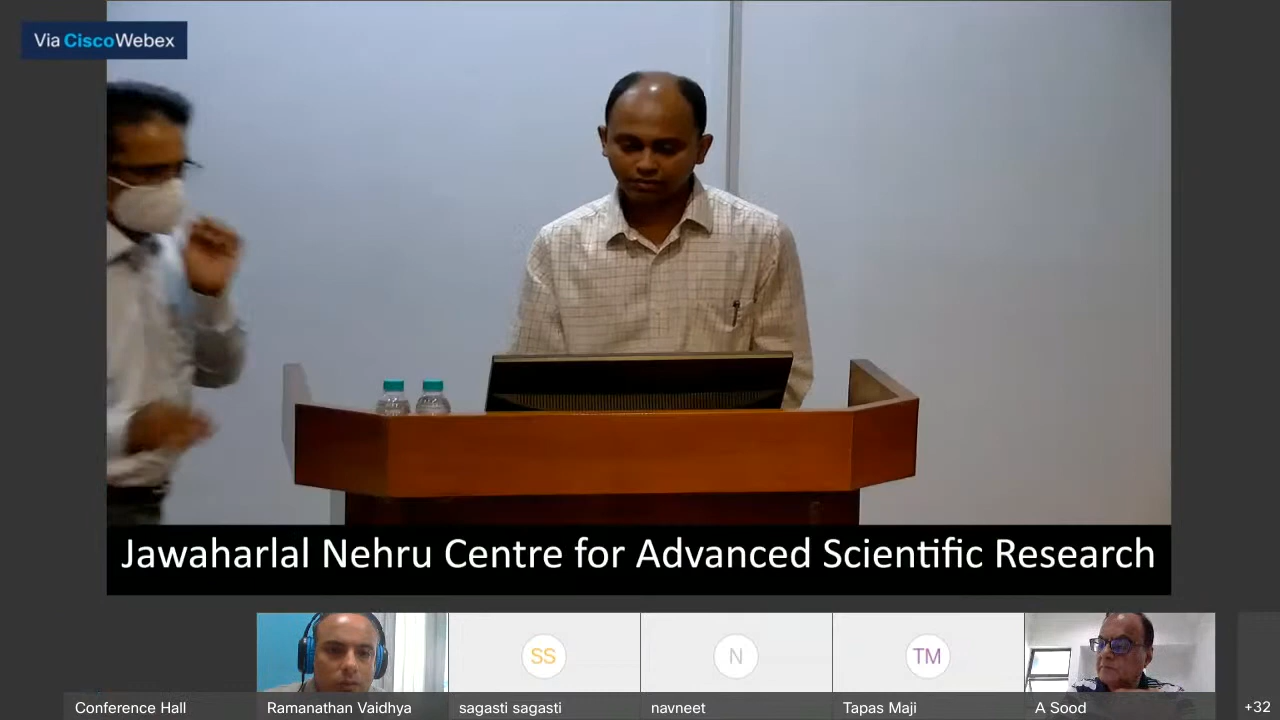 Via CiscoWebex
Jawaharlal Nehru Centre for Advanced Scientific Research
SS
N
TM
Conference Hall
Ramanathan Vaidhya
sagasti sagasti
navneet
Tapas Maji
A Sood
+32